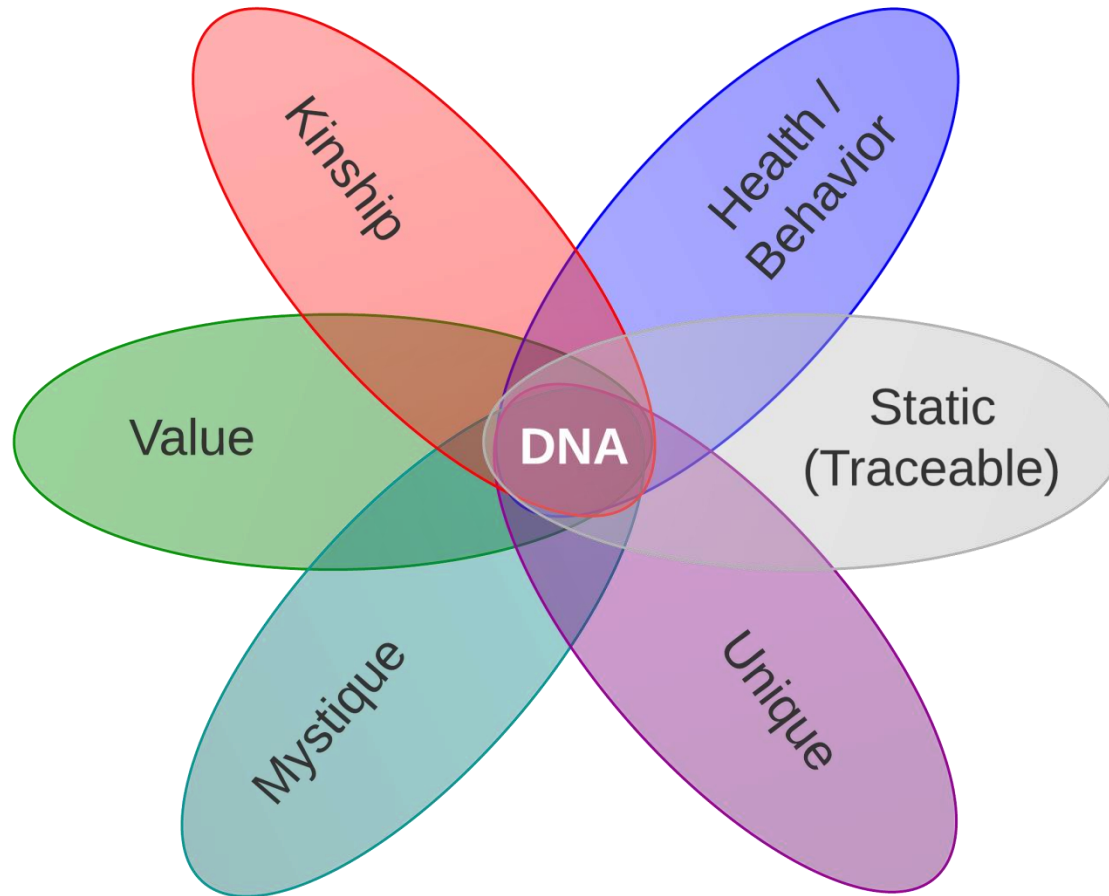 Kinship
Health /
Behavior
Value
DNA
Static
(Traceable)
Mystique
Unique